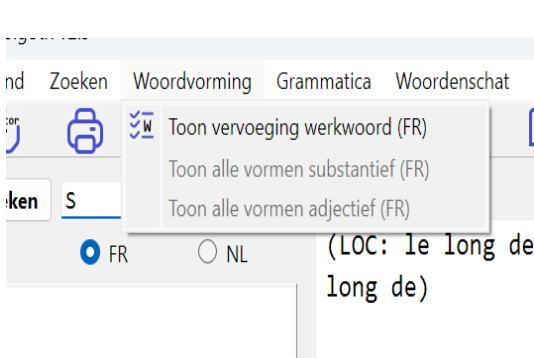 nd Zoeken Woordvorming Grammatica Woordenschat
Toon vervoeging werkwoord (FR)
Toon alle vormen substantief (FR)
Toon alle vormen adjectief (FR)
ken S
FR NL
(LOC: le long de
long de)